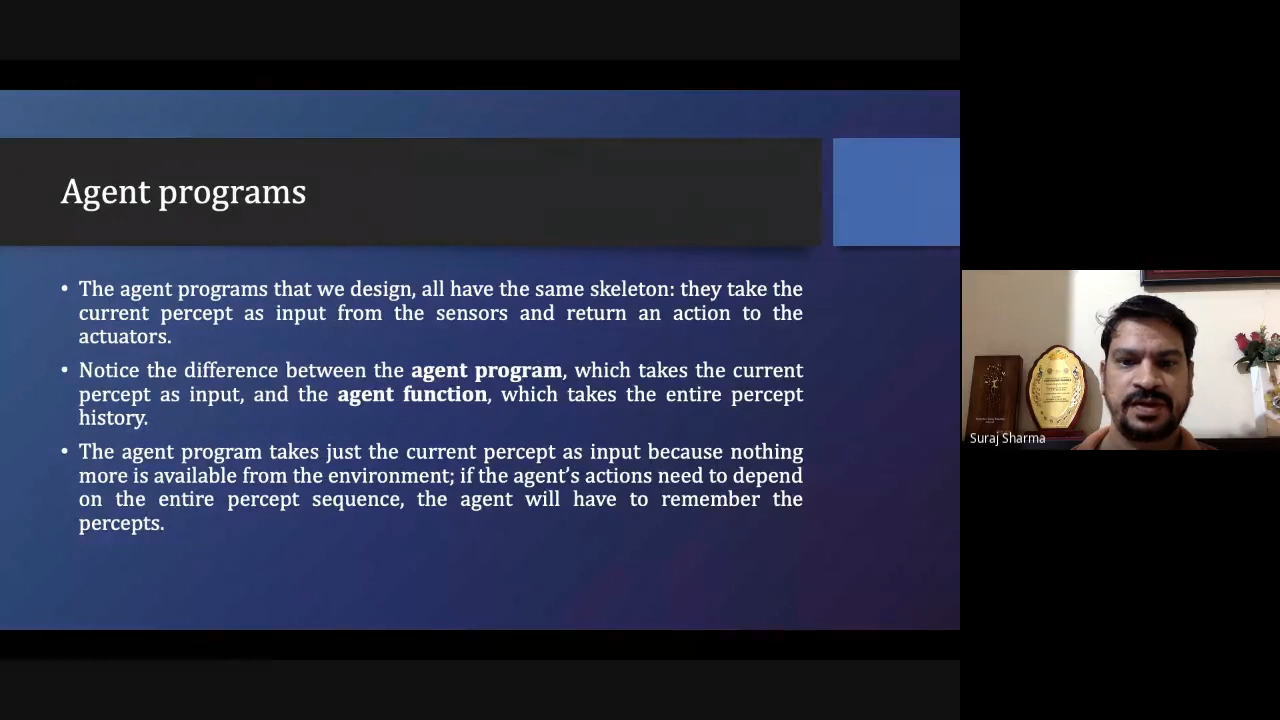 Agent programs
• The agent programs that we design, all have the same skeleton: they take the
current percept as input from the sensors and return an action to the
actuators.
• Notice the difference between the agent program, which takes the current
percept as input, and the agent function, which takes the entire percept
history.
• The agent program takes just the current percept as input because nothing
more is available from the environment; if the agent’s actions need to depend
on the entire percept sequence, the agent will have to remember the
percepts.
Suraj Sharma